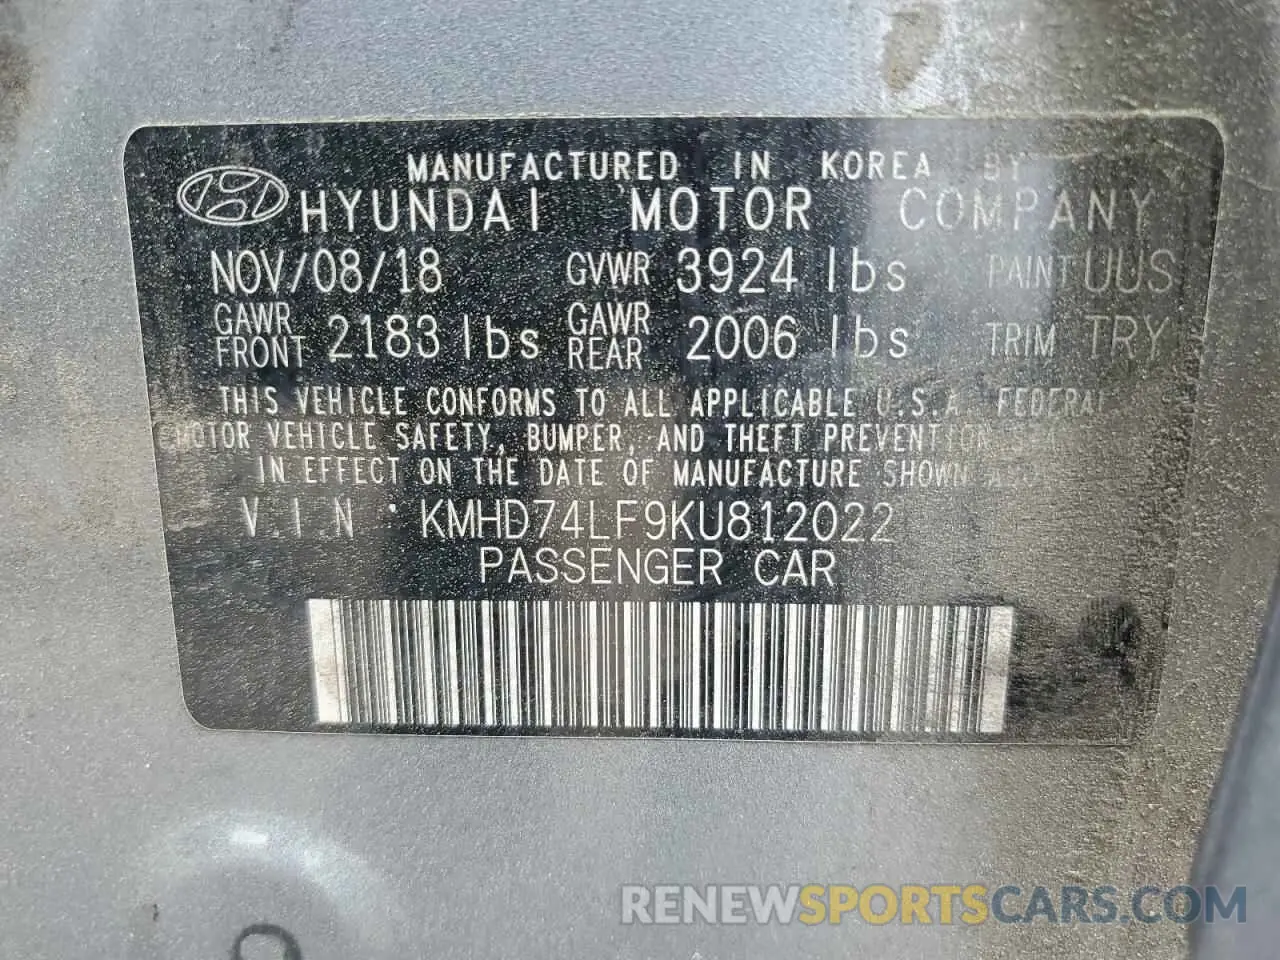 MANUFACTURED IN KOREA BY
HYUNDAI MOTOR COMPANY
NOV/08/18 GVWR 3924 lbs PAINT UUS
GAWR FRONT 2183 lbs GAWR REAR 2006 lbs TRIM TRY
THIS VEHICLE CONFORMS TO ALL APPLICABLE U.S.A. FEDERAL
MOTOR VEHICLE SAFETY, BUMPER, AND THEFT PREVENTION
IN EFFECT ON THE DATE OF MANUFACTURE SHOWN
V.I.N : KMHD74LF9KU812022
PASSENGER CAR
RENEWSPORTSCARS.COM